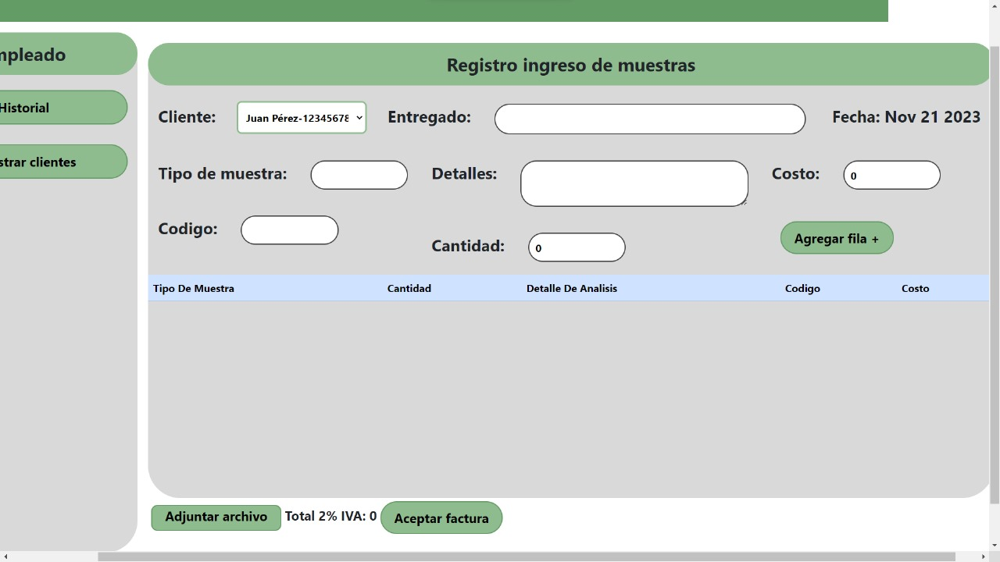 mpleado
Historial
strar clientes
Registro ingreso de muestras
Cliente: Juan Pérez-12345678 Entregado: Fecha: Nov 21 2023
Tipo de muestra: Detalles: Costo: 0
Codigo: Cantidad: 0 Agregar fila +
Tipo De Muestra Cantidad Detalle De Analisis Codigo Costo
Adjuntar archivo Total 2% IVA: 0 Aceptar factura